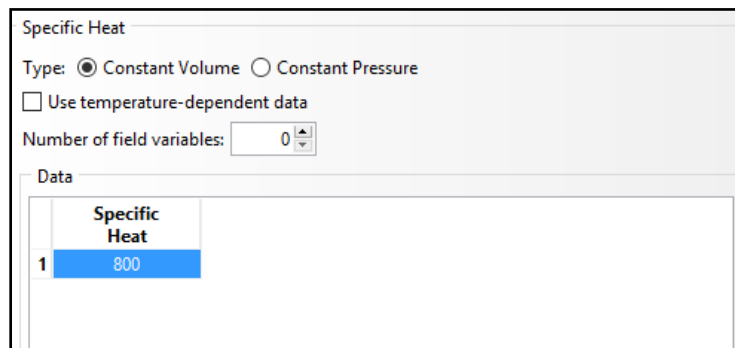 Specific Heat
Type: Constant Volume Constant Pressure
Use temperature-dependent data
Number of field variables: 0
Data
Specific
Heat
1 800